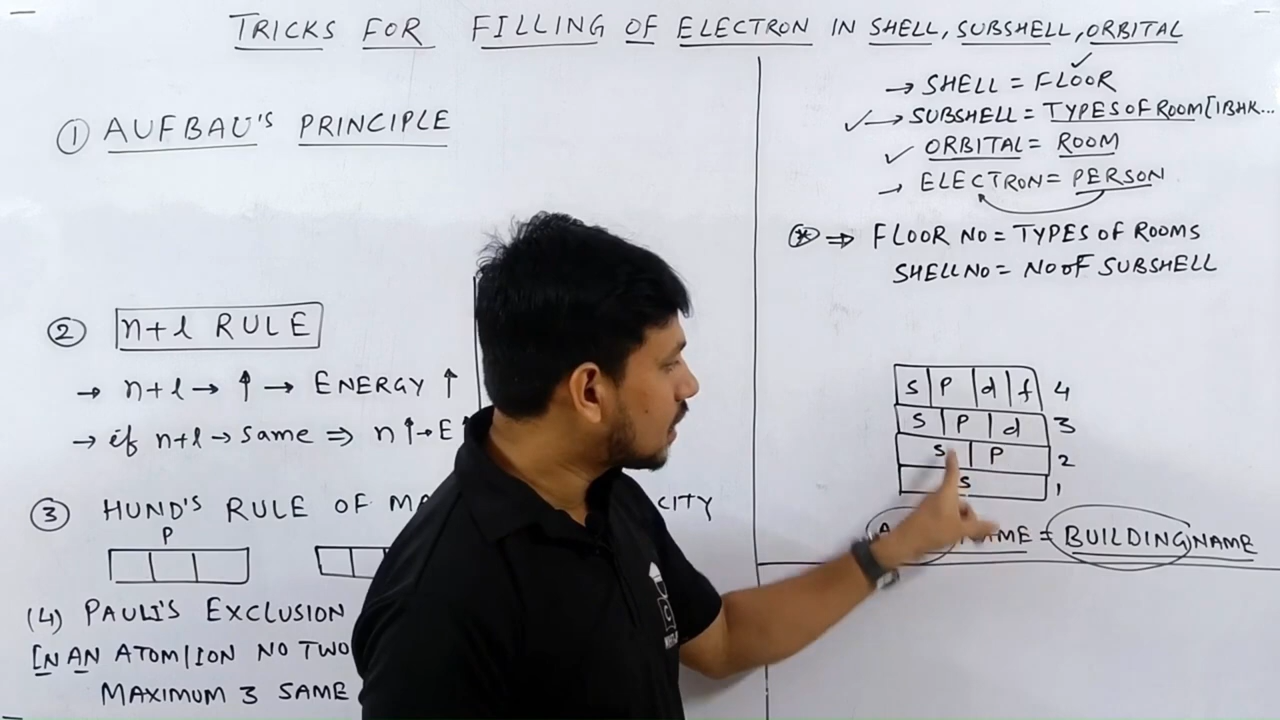 TRICKS FOR FILLING OF ELECTRON IN SHELL, SUBSHELL, ORBITAL
① AUFBAU'S PRINCIPLE
② n+l RULE
→ n+l → ↑ → ENERGY ↑
→ if n+l → same ⇒ n↑→E↑
③ HUND'S RULE OF CITY
P
(4) PAULI'S EXCLUSION
IN AN ATOM/ION NO TWO
MAXIMUM 3 SAME
→ SHELL = FLOOR
→ SUBSHELL = TYPES OF ROOM [1BHK...
ORBITAL = ROOM
→ ELECTRON = PERSON
⇒ FLOOR NO = TYPES OF ROOMS
SHELL NO = NO OF SUBSHELL
s p d f 4
s p d 3
s p 2
s 1
NAME = BUILDING NAME